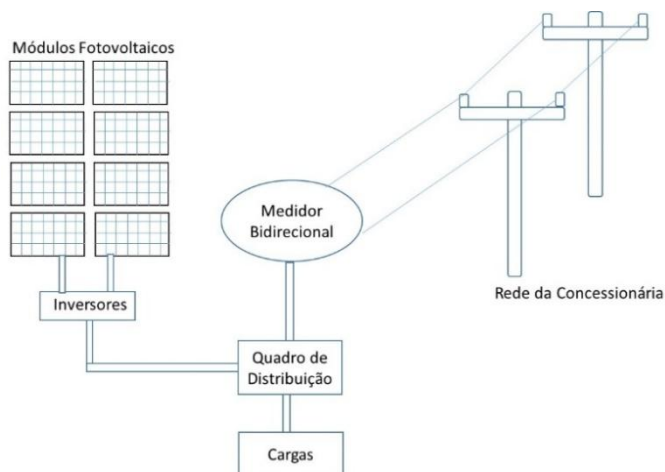 Módulos Fotovoltaicos
Medidor
Bidirecional
Rede da Concessionária
Inversores
Quadro de
Distribuição
Cargas